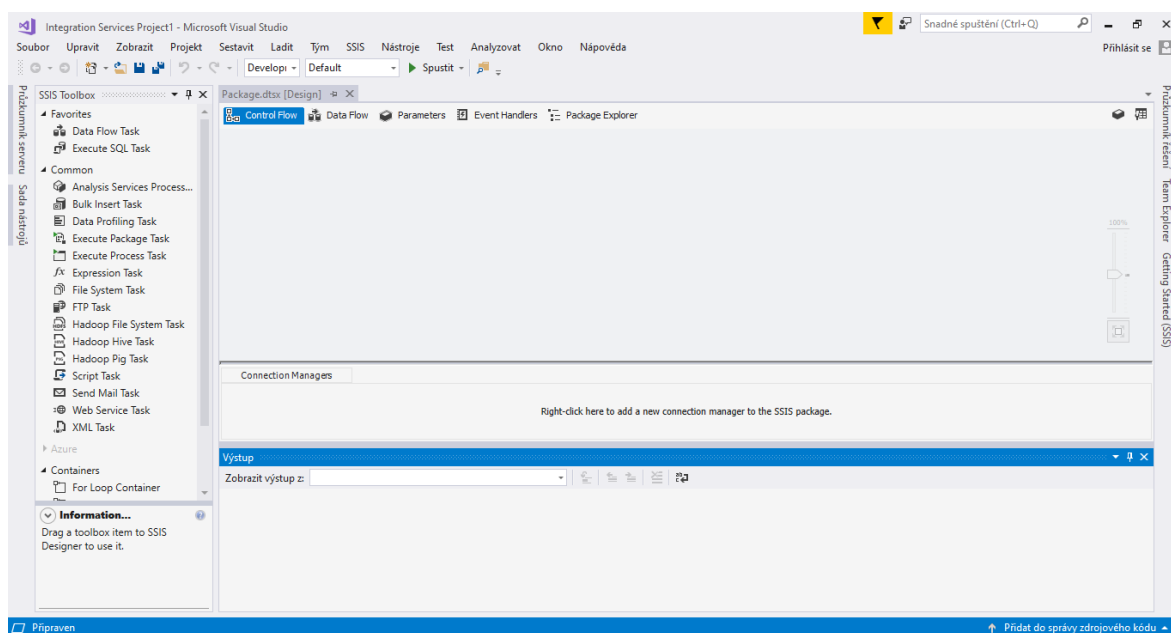 Integration Services Project1 - Microsoft Visual Studio
Snadné spuštění (Ctrl+Q)
Soubor Upravit Zobrazit Projekt Sestavit Ladit Tým SSIS Nástroje Test Analyzovat Okno Nápověda
Přihlásit se
Developı Default Spustit
Průzkumník serveru
Sada nástrojů
SSIS Toolbox
Favorites
Data Flow Task
Execute SQL Task
Common
Analysis Services Process...
Bulk Insert Task
Data Profiling Task
Execute Package Task
Execute Process Task
Expression Task
File System Task
FTP Task
Hadoop File System Task
Hadoop Hive Task
Hadoop Pig Task
Script Task
Send Mail Task
Web Service Task
XML Task
Azure
Containers
For Loop Container
Information...
Drag a toolbox item to SSIS
Designer to use it.
Package.dtsx [Design]
Control Flow Data Flow Parameters Event Handlers Package Explorer
100%
Connection Managers
Right-click here to add a new connection manager to the SSIS package.
Výstup
Zobrazit výstup z:
Průzkumník řešení
Team Explorer
Getting Started (SSIS)
Připraven
Přidat do správy zdrojového kódu